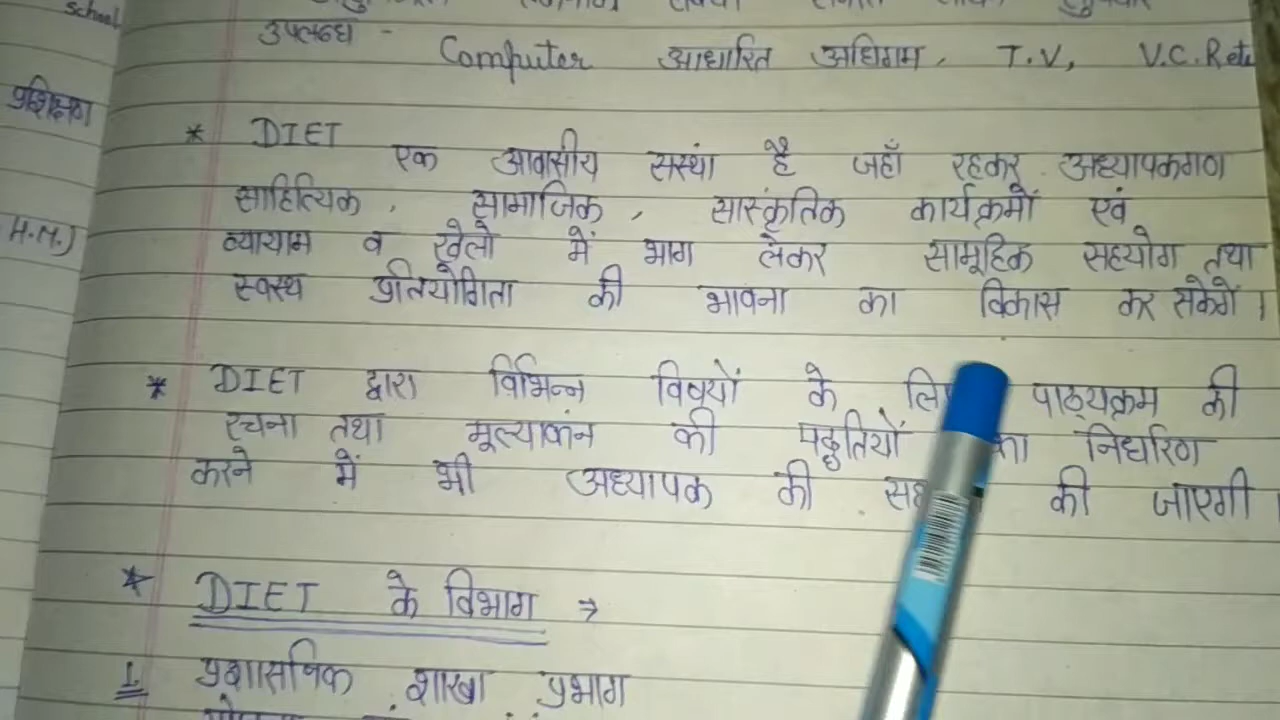 school
उपलब्ध -
Computer आधारित अधिगम, T.V, V.C.R etc
प्रशिक्षण
* DIET
एक आवासीय सस्थां है जहाँ रहकर अध्यापकगण
साहित्यिक, सामाजिक, सास्कृंतिक कार्यक्रमों एवं
H.M.)
व्यायाम व खेलो में भाग लेकर सामूहिक सहयोग तथा
स्वस्थ प्रतियोगिता की भावना का विकास कर सकेगें।
* DIET द्वारा विभिन्न विषयों के पाठ्यक्रम की
रचना तथा मूल्याकंन की पद्धतियों का निर्धारण
करने में भी अध्यापक की की जाएगी।
* DIET के विभाग ⇒
1. प्रशासनिक शाखा प्रभाग